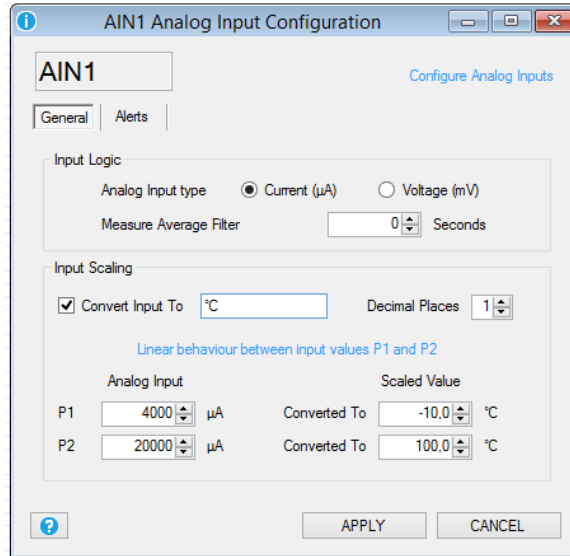 AIN1 Analog Input Configuration
AIN1
Configure Analog Inputs
General Alerts
Input Logic
Analog Input type Current (µA) Voltage (mV)
Measure Average Filter 0 Seconds
Input Scaling
Convert Input To °C Decimal Places 1
Linear behaviour between input values P1 and P2
Analog Input Scaled Value
P1 4000 µA Converted To -10,0 °C
P2 20000 µA Converted To 100,0 °C
APPLY CANCEL